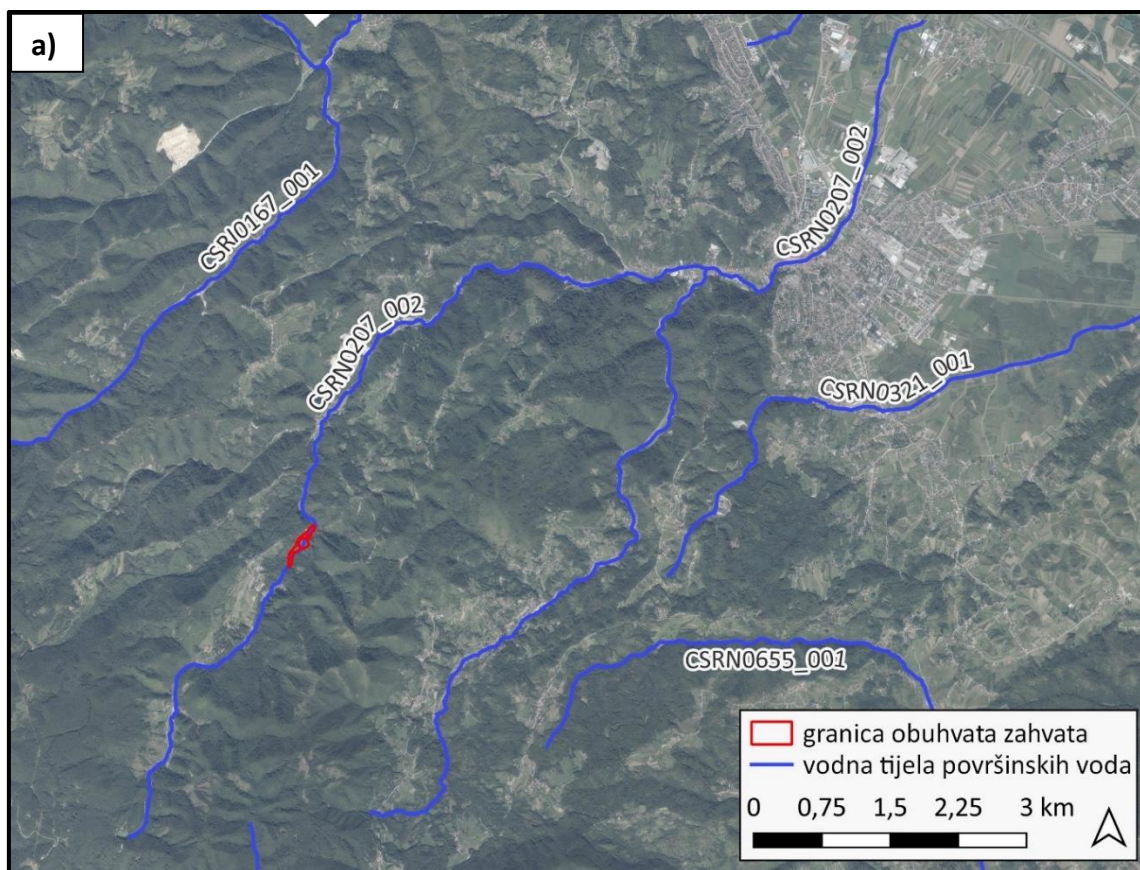 a)
CSRI0167_001
CSRN0207_002
CSRN0207_002
CSRN0321_001
CSRN0655_001
granica obuhvata zahvata
vodna tijela površinskih voda
0 0,75 1,5 2,25 3 km